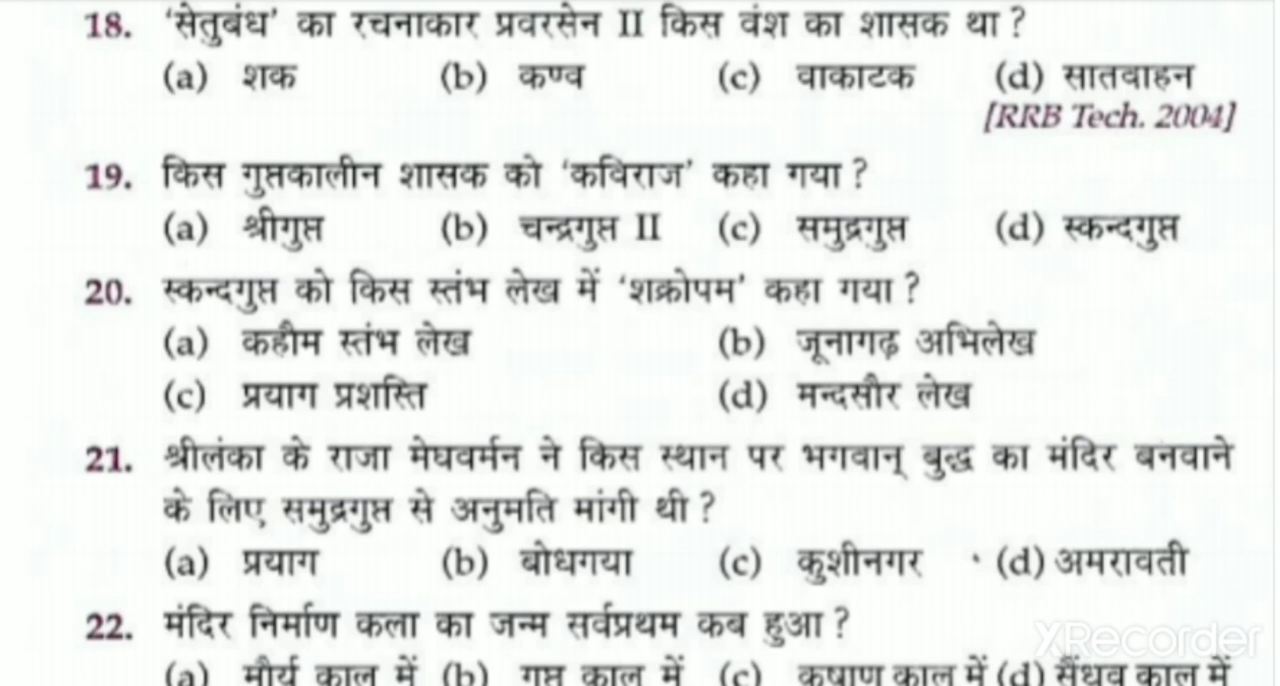 18. ‘सेतुबंध’ का रचनाकार प्रवरसेन II किस वंश का शासक था ?
(a) शक (b) कण्व (c) वाकाटक (d) सातवाहन
[RRB Tech. 2004]
19. किस गुप्तकालीन शासक को ‘कविराज’ कहा गया ?
(a) श्रीगुप्त (b) चन्द्रगुप्त II (c) समुद्रगुप्त (d) स्कन्दगुप्त
20. स्कन्दगुप्त को किस स्तंभ लेख में ‘शक्रोपम’ कहा गया ?
(a) कहौम स्तंभ लेख (b) जूनागढ़ अभिलेख
(c) प्रयाग प्रशस्ति (d) मन्दसौर लेख
21. श्रीलंका के राजा मेघवर्मन ने किस स्थान पर भगवान् बुद्ध का मंदिर बनवाने
के लिए समुद्रगुप्त से अनुमति मांगी थी ?
(a) प्रयाग (b) बोधगया (c) कुशीनगर (d) अमरावती
22. मंदिर निर्माण कला का जन्म सर्वप्रथम कब हुआ ?
XRecorder
(a) मौर्य काल में (b) गुप्त काल में (c) कुषाण काल में (d) सैंधव काल में